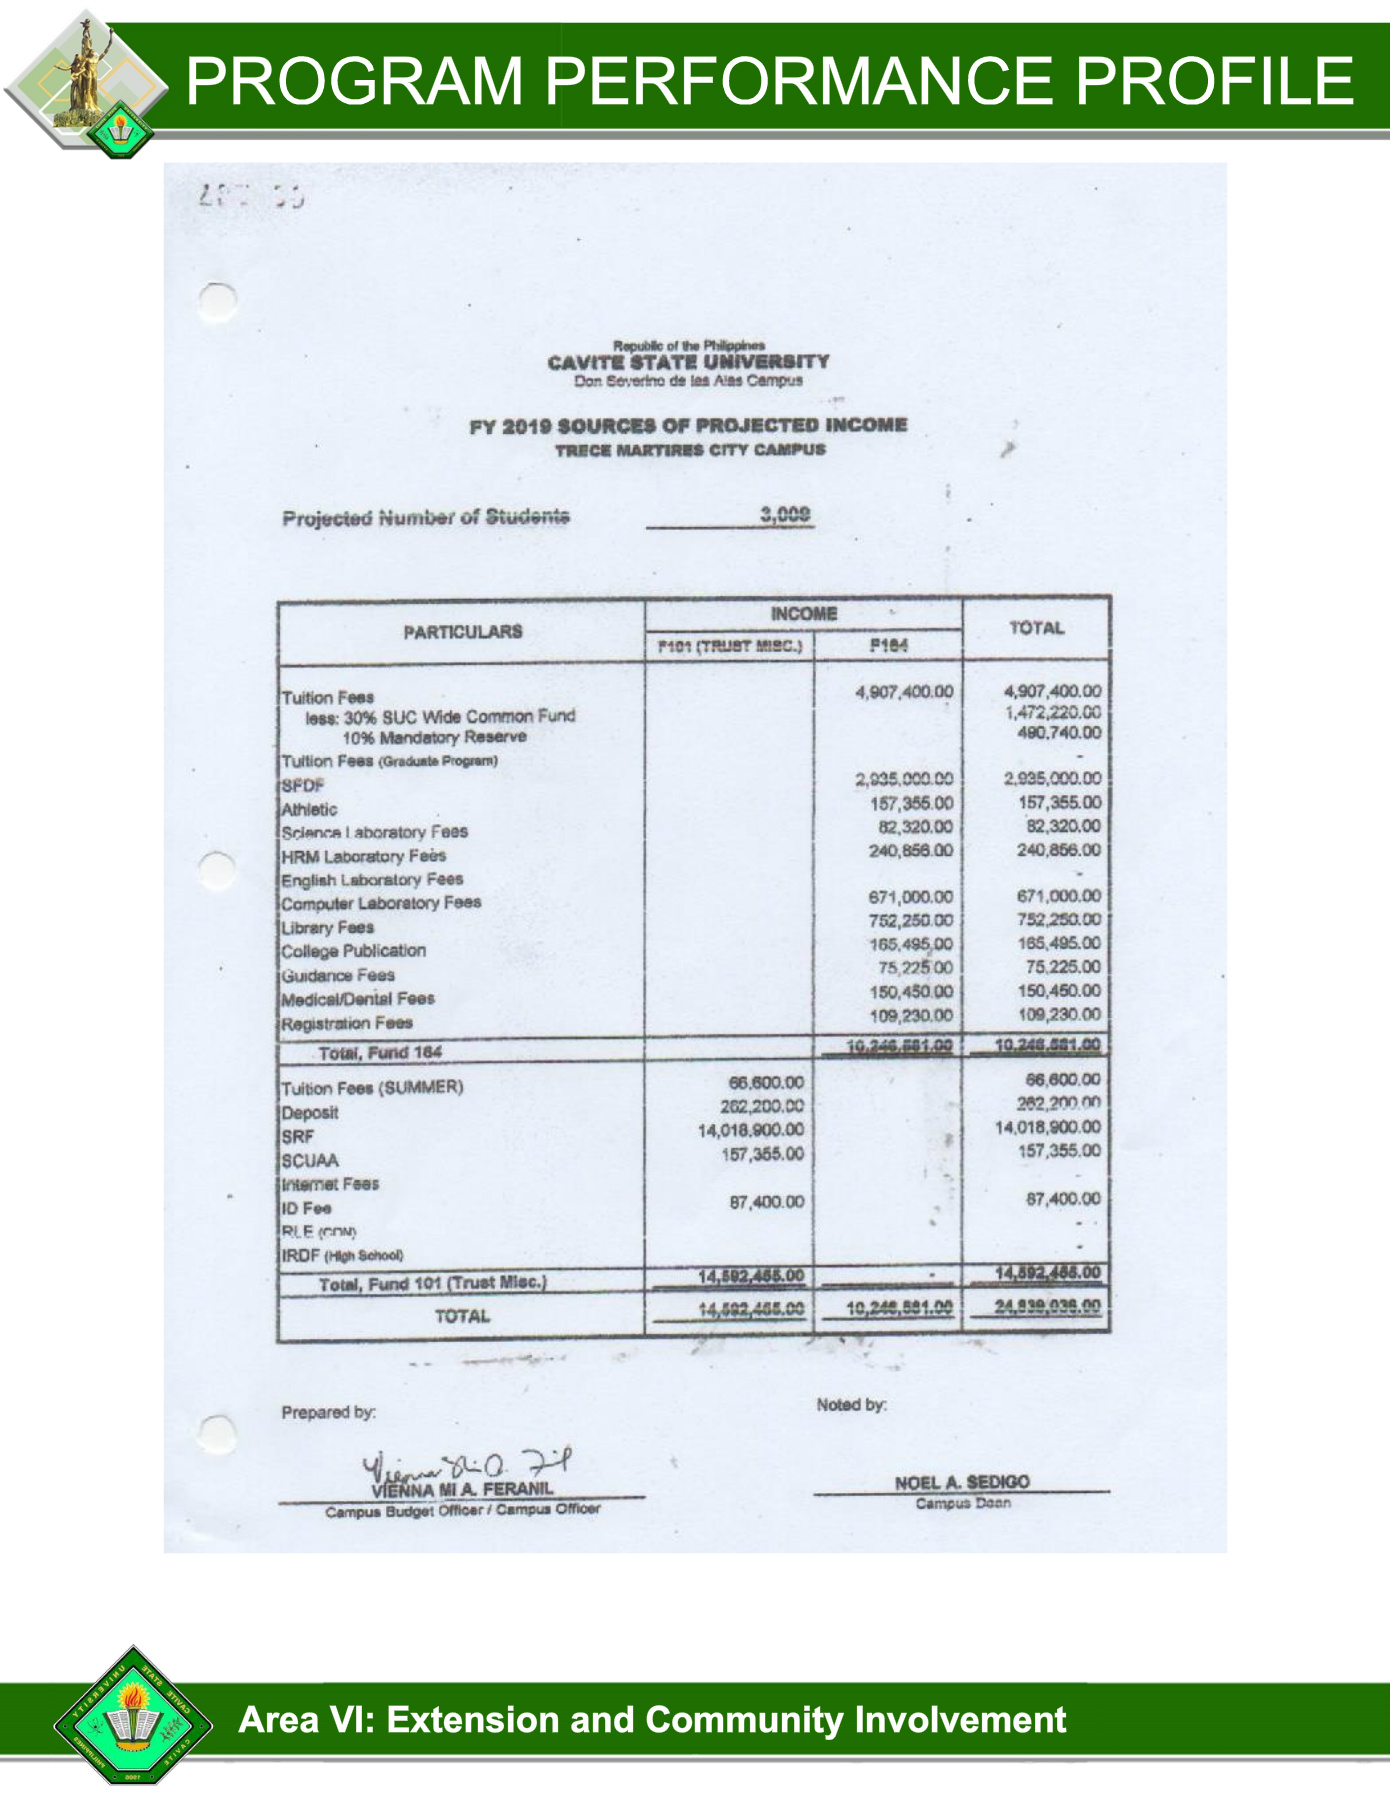 PROGRAM PERFORMANCE PROFILE
Republic of the Philippines
CAVITE STATE UNIVERSITY
Don Severino de las Alas Campus
FY 2019 SOURCES OF PROJECTED INCOME
TRECE MARTIRES CITY CAMPUS
Projected Number of Students 3,009
PARTICULARS INCOME TOTAL
F101 (TRUST MISC.) F164
Tuition Fees 4,907,400.00 4,907,400.00
less: 30% SUC Wide Common Fund 1,472,220.00
10% Mandatory Reserve 490,740.00
Tuition Fees (Graduate Program) -
SFDF 2,935,000.00 2,935,000.00
Athletic 157,355.00 157,355.00
Science Laboratory Fees 82,320.00 82,320.00
HRM Laboratory Fees 240,856.00 240,856.00
English Laboratory Fees -
Computer Laboratory Fees 671,000.00 671,000.00
Library Fees 752,250.00 752,250.00
College Publication 165,495.00 165,495.00
Guidance Fees 75,225.00 75,225.00
Medical/Dental Fees 150,450.00 150,450.00
Registration Fees 109,230.00 109,230.00
Total, Fund 164 10,246,581.00 10,246,581.00
Tuition Fees (SUMMER) 66,600.00 66,600.00
Deposit 262,200.00 262,200.00
SRF 14,018,900.00 14,018,900.00
SCUAA 157,355.00 157,355.00
Internet Fees -
ID Fee 87,400.00 87,400.00
RLE (CON) -
IRDF (High School) -
Total, Fund 101 (Trust Misc.) 14,592,455.00 - 14,592,455.00
TOTAL 14,592,455.00 10,246,581.00 24,839,036.00
Prepared by: Noted by:
VIENNA MI A. FERANIL NOEL A. SEDIGO
Campus Budget Officer / Campus Officer Campus Dean
CAVITE STATE UNIVERSITY
PHILIPPINES
Area VI: Extension and Community Involvement